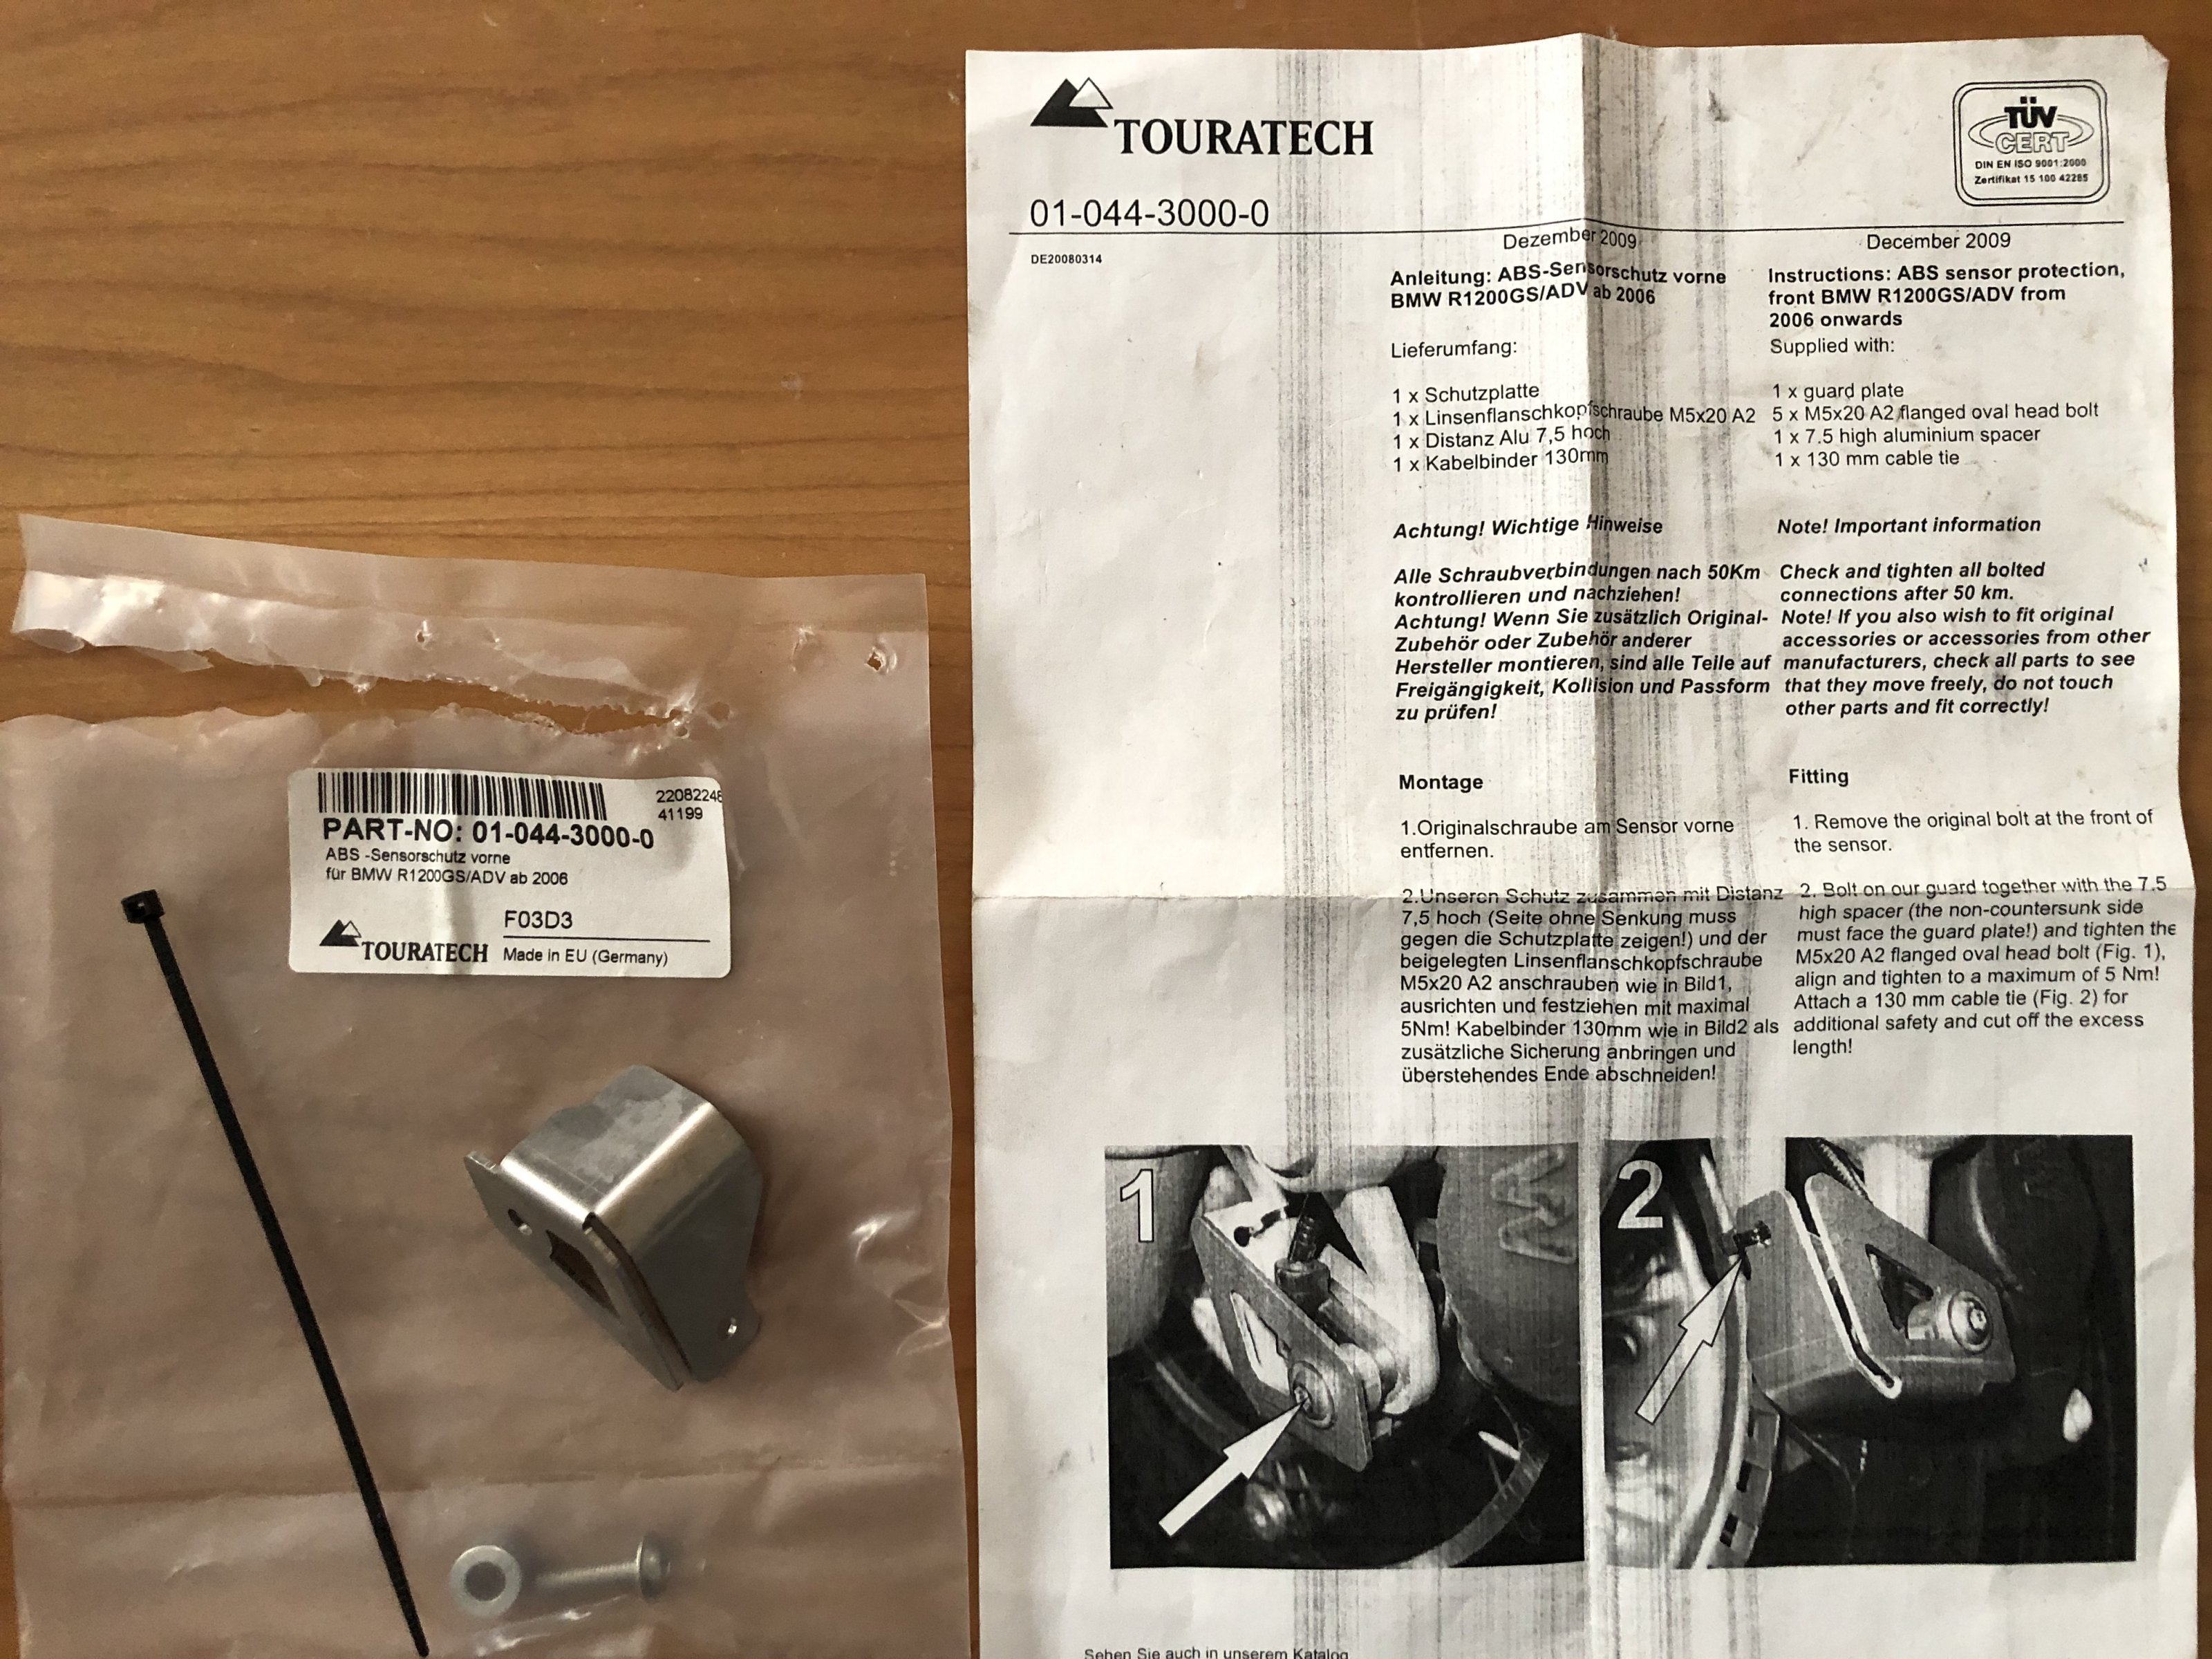 TOURATECH
TÜV
CERT
DIN EN ISO 9001:2000
Zertifikat 15 100 42285
01-044-3000-0
DE20080314
Dezember 2009
Anleitung: ABS-Sensorschutz vorne
BMW R1200GS/ADV ab 2006
Lieferumfang:
1 x Schutzplatte
1 x Linsenflanschkopfschraube M5x20 A2
1 x Distanz Alu 7,5 hoch
1 x Kabelbinder 130mm
Achtung! Wichtige Hinweise
Alle Schraubverbindungen nach 50Km
kontrollieren und nachziehen!
Achtung! Wenn Sie zusätzlich Original-
Zubehör oder Zubehör anderer
Hersteller montieren, sind alle Teile auf
Freigängigkeit, Kollision und Passform
zu prüfen!
Montage
1.Originalschraube am Sensor vorne
entfernen.
2.Unseren Schutz zusammen mit Distanz
7,5 hoch (Seite ohne Senkung muss
gegen die Schutzplatte zeigen!) und der
beigelegten Linsenflanschkopfschraube
M5x20 A2 anschrauben wie in Bild1,
ausrichten und festziehen mit maximal
5Nm! Kabelbinder 130mm wie in Bild2 als
zusätzliche Sicherung anbringen und
überstehendes Ende abschneiden!
December 2009
Instructions: ABS sensor protection,
front BMW R1200GS/ADV from
2006 onwards
Supplied with:
1 x guard plate
5 x M5x20 A2 flanged oval head bolt
1 x 7.5 high aluminium spacer
1 x 130 mm cable tie
Note! Important information
Check and tighten all bolted
connections after 50 km.
Note! If you also wish to fit original
accessories or accessories from other
manufacturers, check all parts to see
that they move freely, do not touch
other parts and fit correctly!
Fitting
1. Remove the original bolt at the front of
the sensor.
2. Bolt on our guard together with the 7.5
high spacer (the non-countersunk side
must face the guard plate!) and tighten the
M5x20 A2 flanged oval head bolt (Fig. 1),
align and tighten to a maximum of 5 Nm!
Attach a 130 mm cable tie (Fig. 2) for
additional safety and cut off the excess
length!
1
2
Sehen Sie auch in unserem Katalog
22082248
41199
PART-NO: 01-044-3000-0
ABS -Sensorschutz vorne
für BMW R1200GS/ADV ab 2006
F03D3
TOURATECH
Made in EU (Germany)